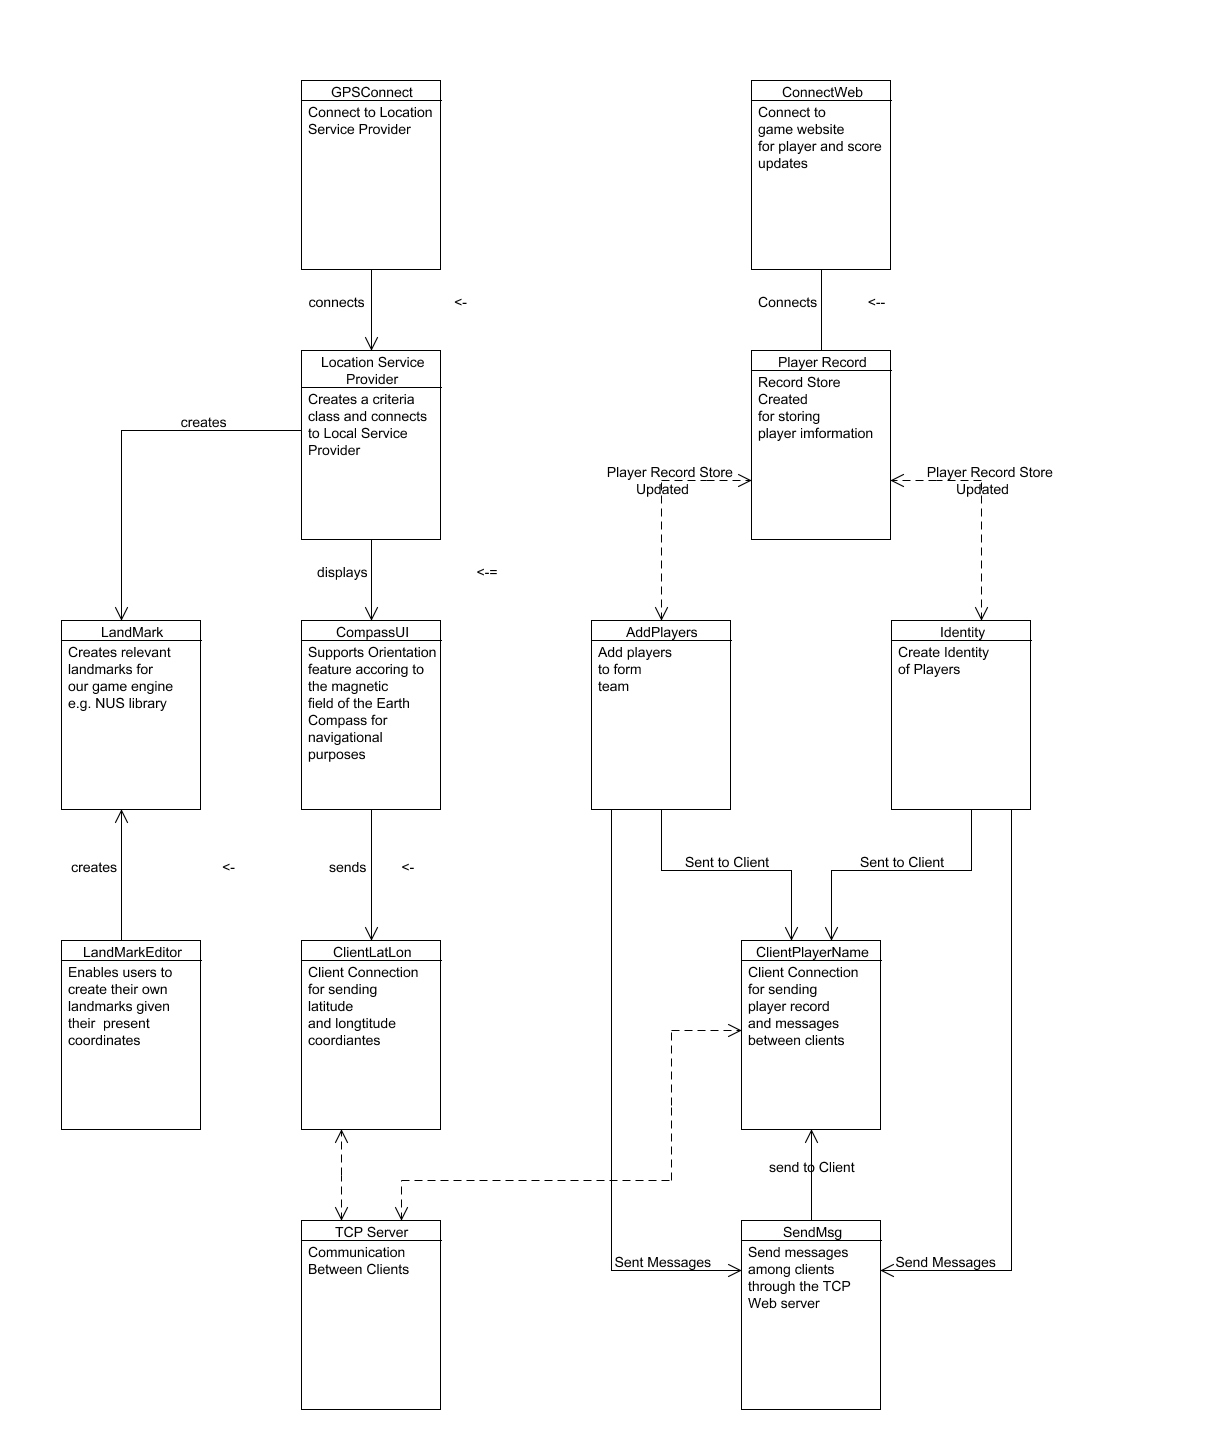 GPSConnect
Connect to Location
Service Provider
ConnectWeb
Connect to
game website
for player and score
updates
connects
<-
Connects
<--
Location Service
Provider
Creates a criteria
class and connects
to Local Service
Provider
Player Record
Record Store
Created
for storing
player imformation
creates
Player Record Store
Updated
Player Record Store
Updated
displays
<-=
LandMark
Creates relevant
landmarks for
our game engine
e.g. NUS library
CompassUI
Supports Orientation
feature accoring to
the magnetic
field of the Earth
Compass for
navigational
purposes
AddPlayers
Add players
to form
team
Identity
Create Identity
of Players
creates
<-
sends
<-
Sent to Client
Sent to Client
LandMarkEditor
Enables users to
create their own
landmarks given
their  present
coordinates
ClientLatLon
Client Connection
for sending
latitude
and longtitude
coordiantes
ClientPlayerName
Client Connection
for sending
player record
and messages
between clients
send to Client
TCP Server
Communication
Between Clients
Sent Messages
SendMsg
Send messages
among clients
through the TCP
Web server
Send Messages